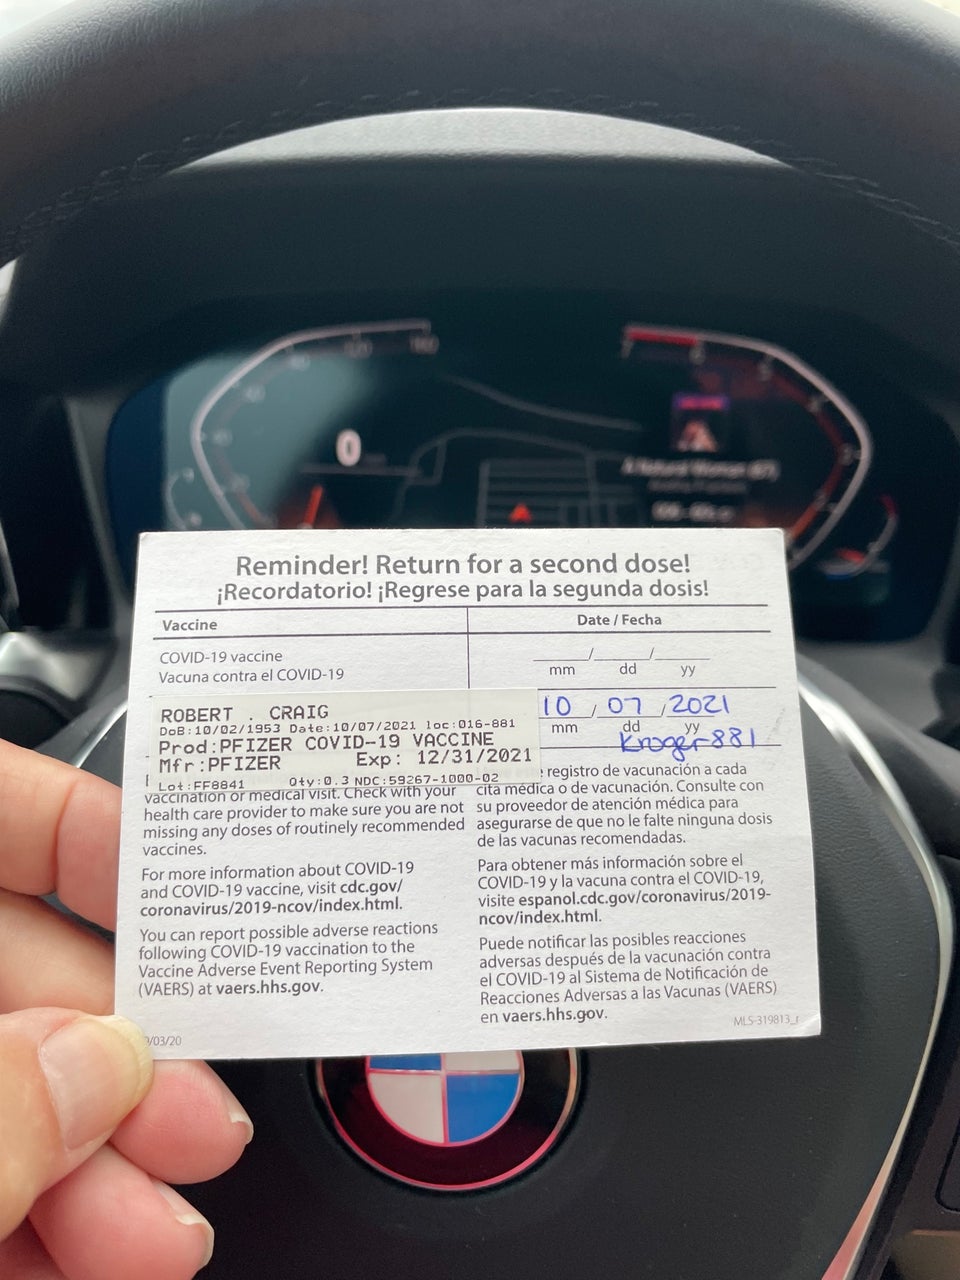 0
A Natural Woman
Reminder! Return for a second dose!
¡Recordatorio! ¡Regrese para la segunda dosis!
Vaccine
Date / Fecha
COVID-19 vaccine
Vacuna contra el COVID-19
___/___/___
mm dd yy
ROBERT . CRAIG
DoB:10/02/1953 Date:10/07/2021 loc:016-881
Prod:PFIZER COVID-19 VACCINE
Mfr:PFIZER Exp: 12/31/2021
Lot:FF8841 Qty:0.3 NDC:59267-1000-02
10 / 07 / 2021
mm dd yy
Kroger 881
vaccination or medical visit. Check with your
health care provider to make sure you are not
missing any doses of routinely recommended
vaccines.
For more information about COVID-19
and COVID-19 vaccine, visit cdc.gov/
coronavirus/2019-ncov/index.html.
You can report possible adverse reactions
following COVID-19 vaccination to the
Vaccine Adverse Event Reporting System
(VAERS) at vaers.hhs.gov.
registro de vacunación a cada
cita médica o de vacunación. Consulte con
su proveedor de atención médica para
asegurarse de que no le falte ninguna dosis
de las vacunas recomendadas.
Para obtener más información sobre el
COVID-19 y la vacuna contra el COVID-19,
visite espanol.cdc.gov/coronavirus/2019-
ncov/index.html.
Puede notificar las posibles reacciones
adversas después de la vacunación contra
el COVID-19 al Sistema de Notificación de
Reacciones Adversas a las Vacunas (VAERS)
en vaers.hhs.gov.
/03/20
MLS-319813_r